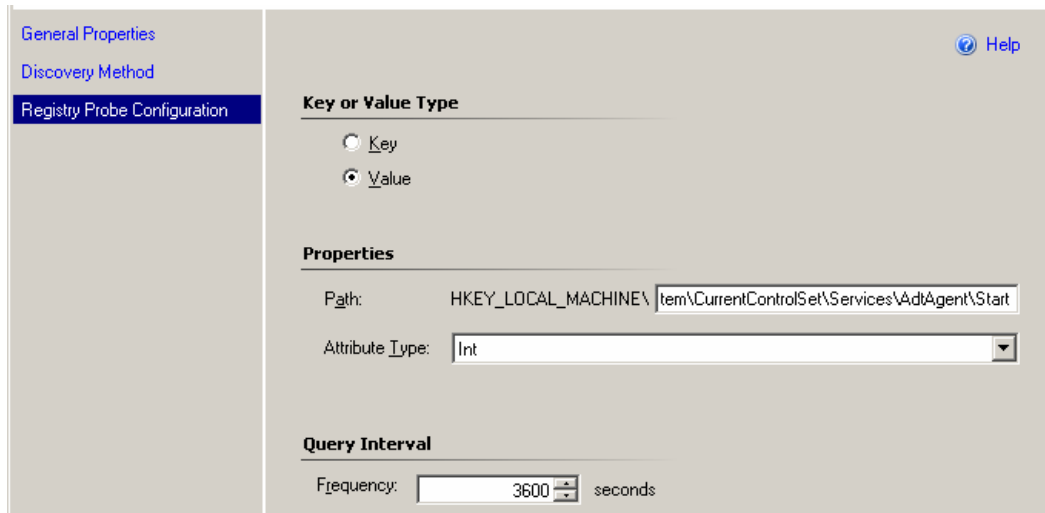 General Properties
Discovery Method
Registry Probe Configuration
Help
Key or Value Type
Key
Value
Properties
Path: HKEY_LOCAL_MACHINE\ tem\CurrentControlSet\Services\AdtAgent\Start
Attribute Type: Int
Query Interval
Frequency: 3600 seconds